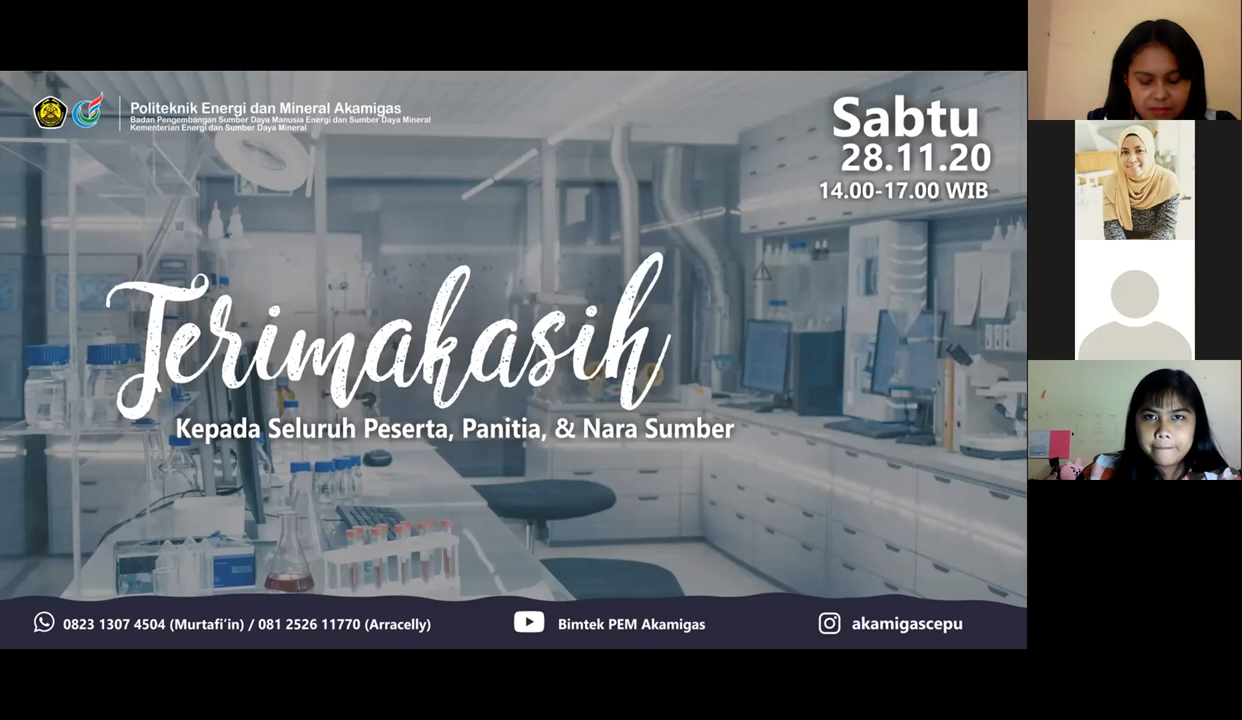 Politeknik Energi dan Mineral Akamigas
Badan Pengembangan Sumber Daya Manusia Energi dan Sumber Daya Mineral
Kementerian Energi dan Sumber Daya Mineral
Sabtu
28.11.20
14.00-17.00 WIB
Terimakasih
Kepada Seluruh Peserta, Panitia, & Nara Sumber
0823 1307 4504 (Murtafi'in) / 081 2526 11770 (Arracelly)
Bimtek PEM Akamigas
akamigascepu